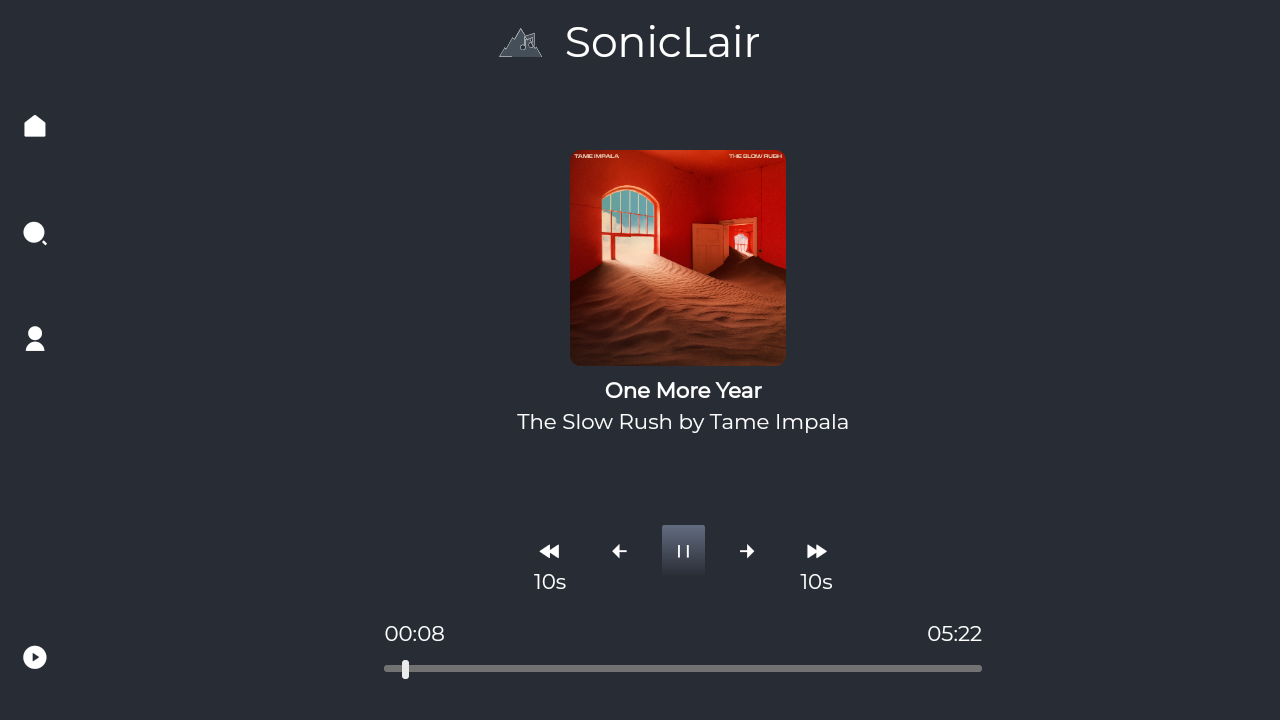 SonicLair
TAME IMPALA THE SLOW RUSH
One More Year
The Slow Rush by Tame Impala
10s 10s
00:08 05:22